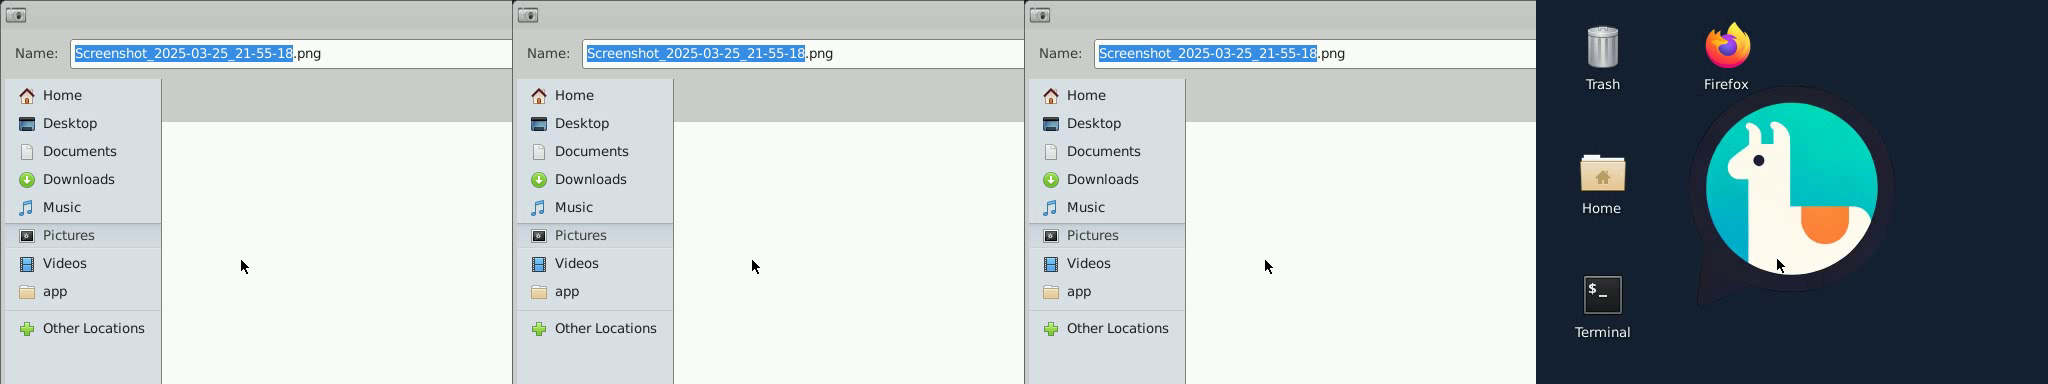 Name: Screenshot_2025-03-25_21-55-18.png
Home
Desktop
Documents
Downloads
Music
Pictures
Videos
app
Other Locations
Name: Screenshot_2025-03-25_21-55-18.png
Home
Desktop
Documents
Downloads
Music
Pictures
Videos
app
Other Locations
Name: Screenshot_2025-03-25_21-55-18.png
Home
Desktop
Documents
Downloads
Music
Pictures
Videos
app
Other Locations
Trash
Firefox
Home
$_
Terminal